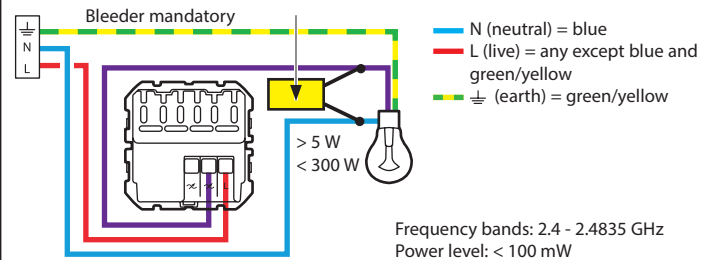 Bleeder mandatory
N
L
> 5 W
< 300 W
L
N (neutral) = blue
L (live) = any except blue and
green/yellow
⏚ (earth) = green/yellow
Frequency bands: 2.4 - 2.4835 GHz
Power level: < 100 mW